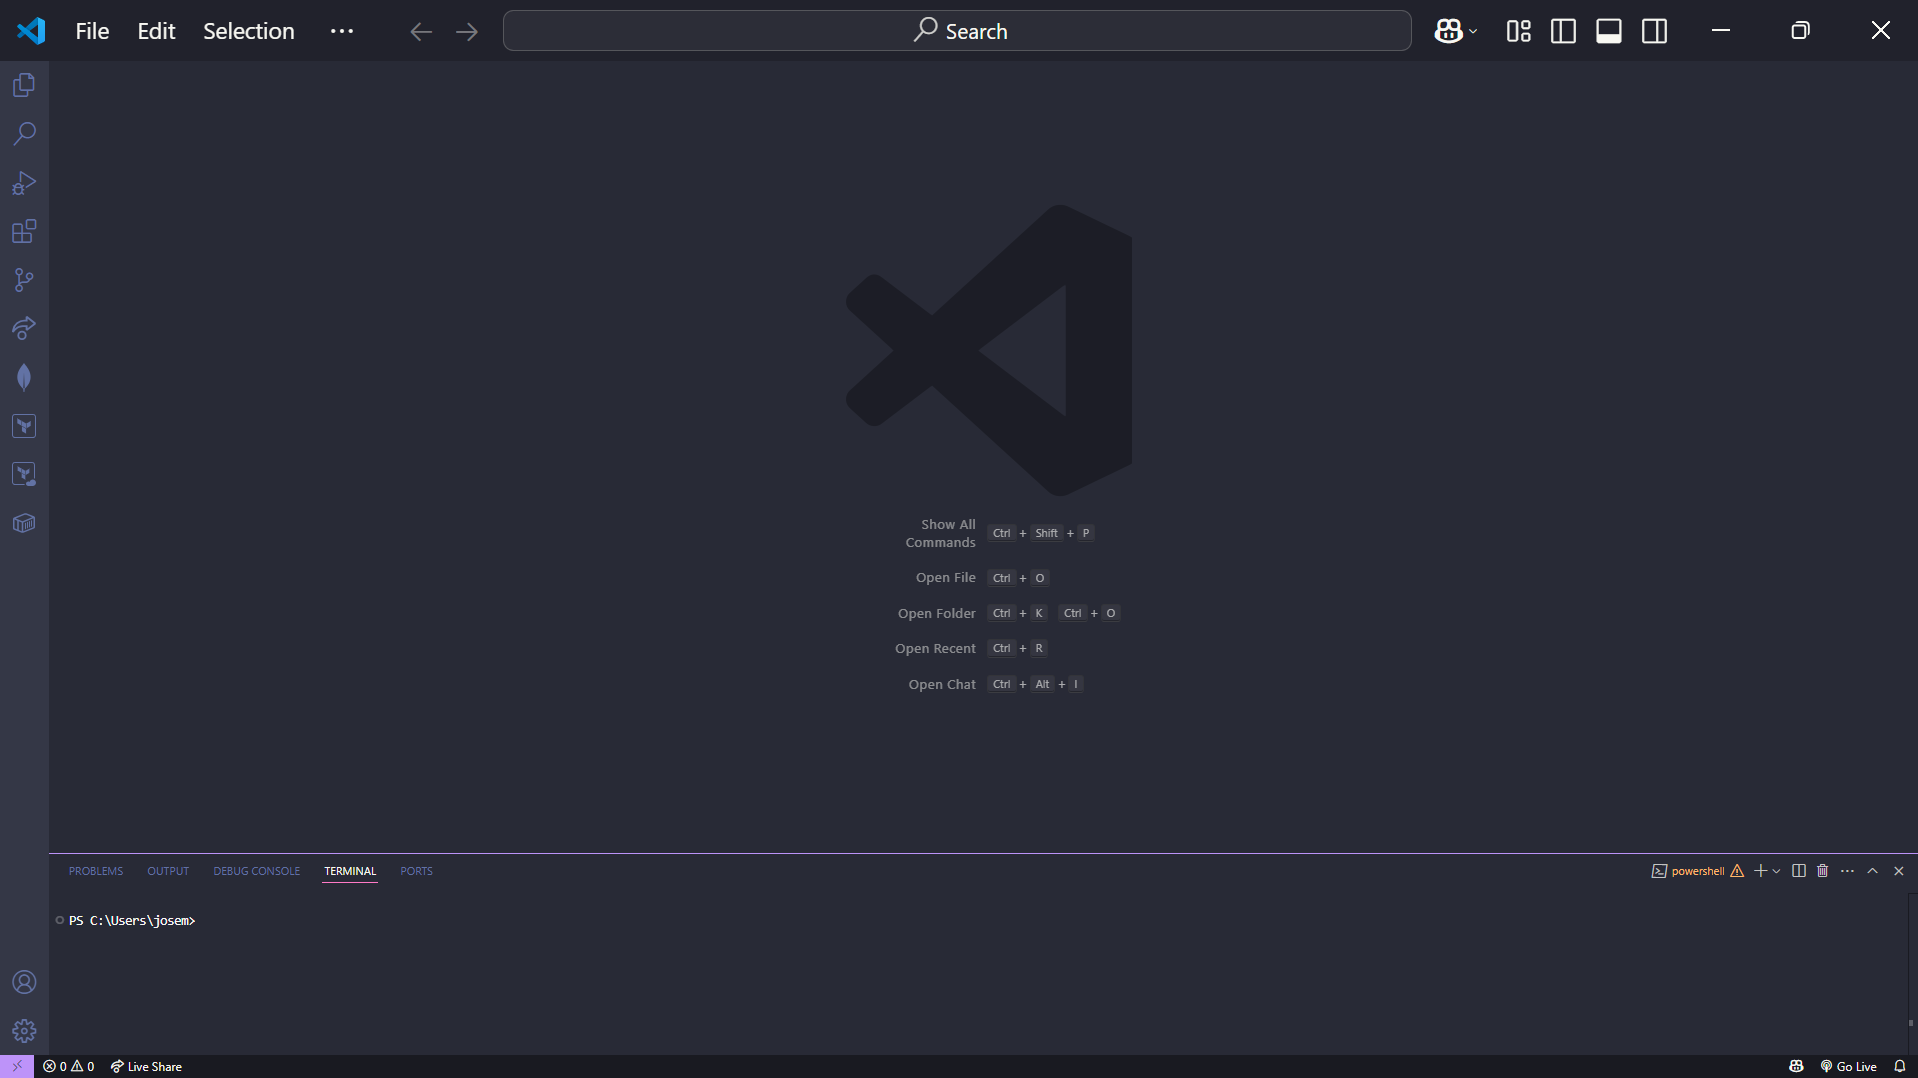 File Edit Selection ··· Search
Show All
Commands Ctrl + Shift + P
Open File Ctrl + O
Open Folder Ctrl + K Ctrl + O
Open Recent Ctrl + R
Open Chat Ctrl + Alt + I
PROBLEMS OUTPUT DEBUG CONSOLE TERMINAL PORTS powershell
PS C:\Users\josem>
0 0 Live Share Go Live